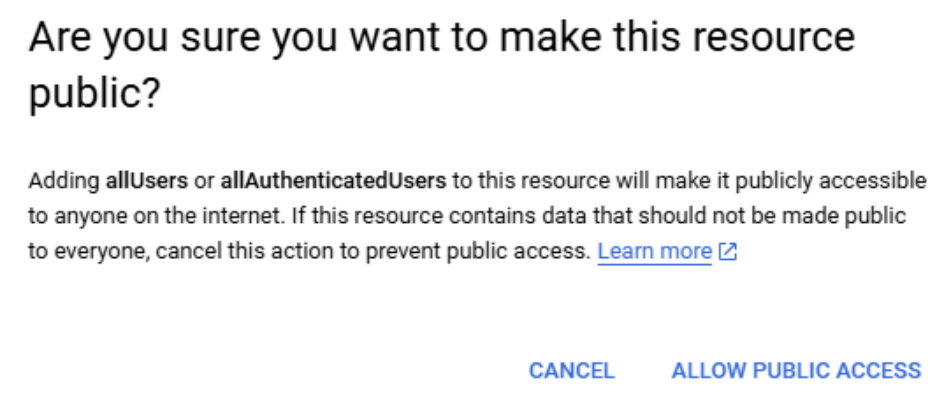 Are you sure you want to make this resource
public?
Adding allUsers or allAuthenticatedUsers to this resource will make it publicly accessible
to anyone on the internet. If this resource contains data that should not be made public
to everyone, cancel this action to prevent public access. Learn more
CANCEL ALLOW PUBLIC ACCESS